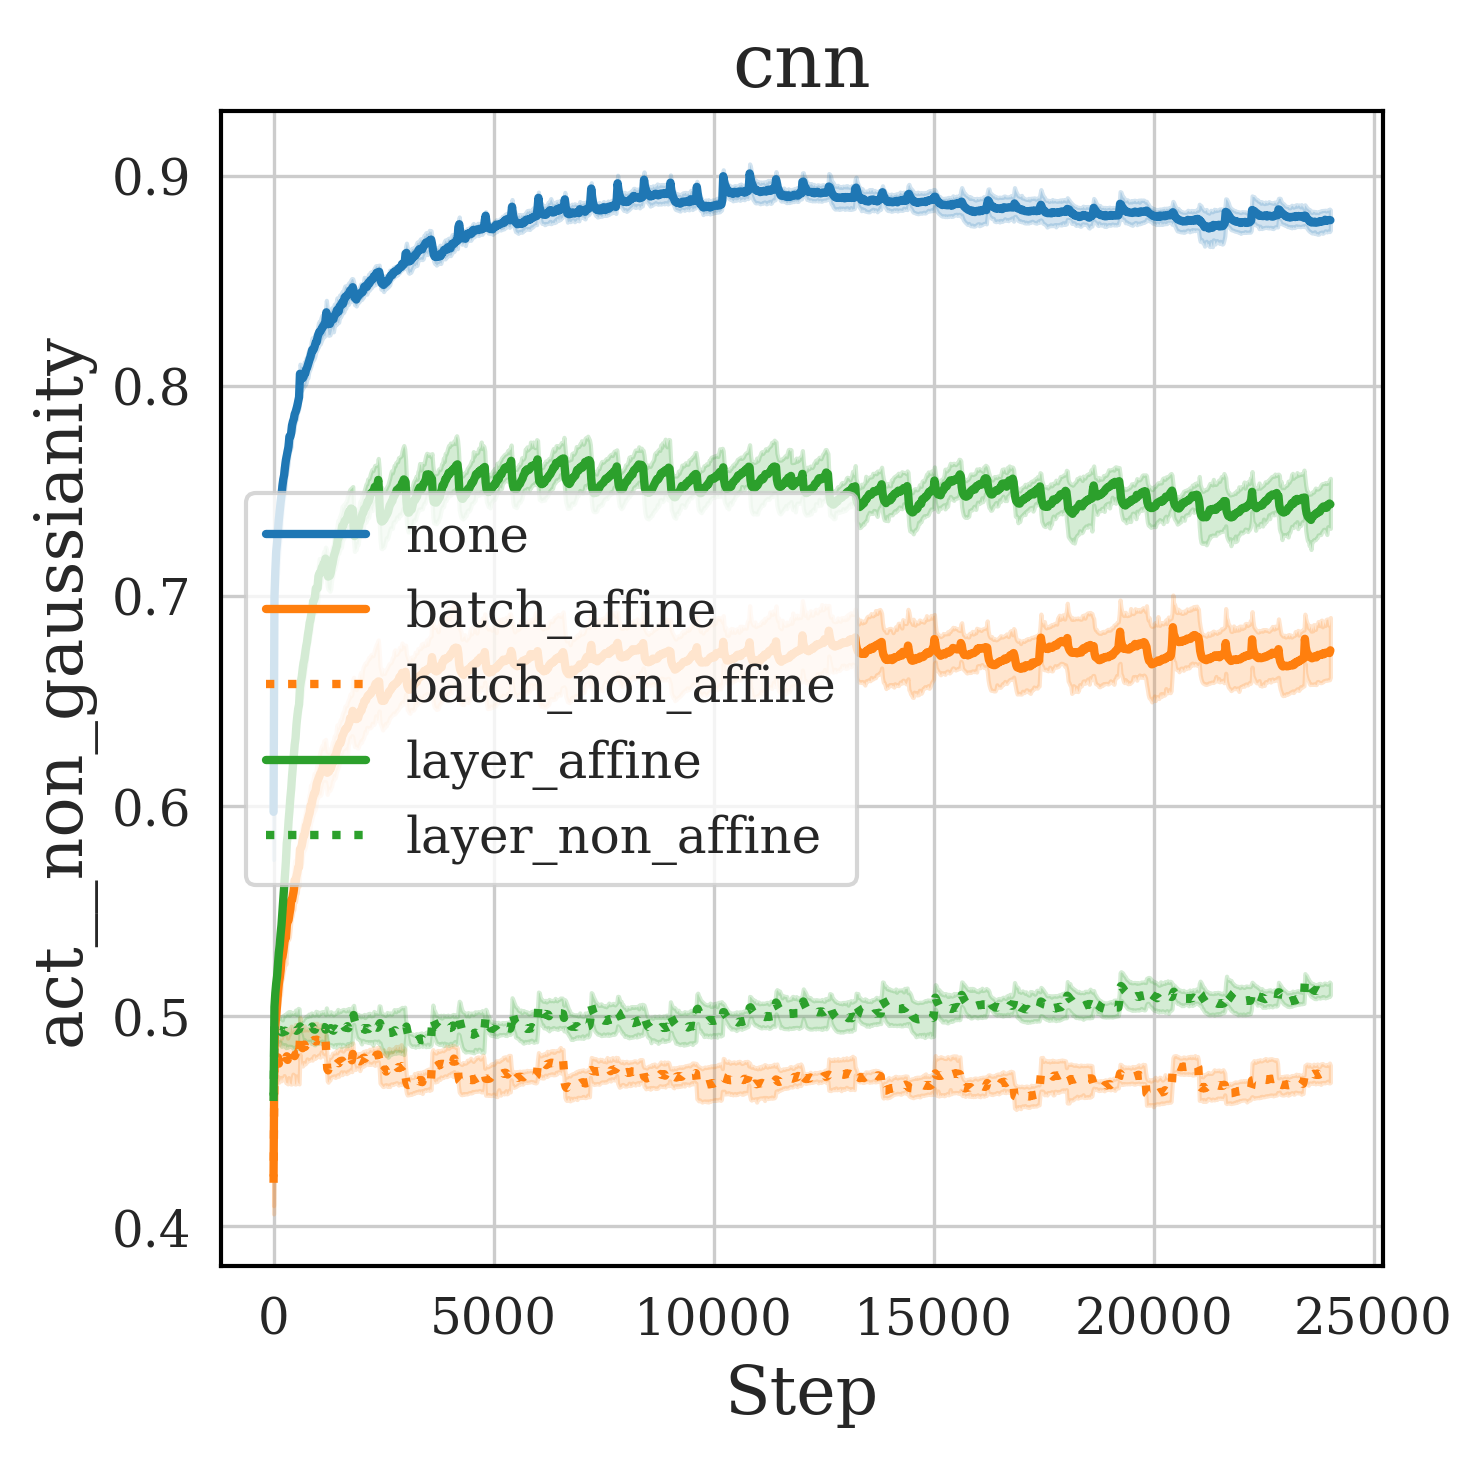 cnn
act__non_gaussianity
0.9
0.8
0.7
0.6
0.5
0.4
none
batch_affine
batch_non_affine
layer_affine
layer_non_affine
0 5000 10000 15000 20000 25000
Step